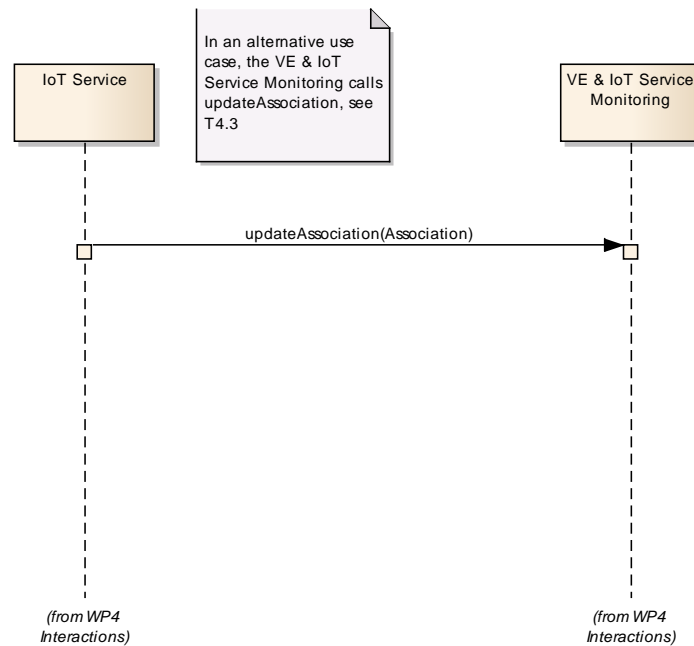 In an alternative use
case, the VE & IoT
Service Monitoring calls
updateAssociation, see
T4.3
IoT Service
VE & IoT Service
Monitoring
updateAssociation(Association)
(from WP4
Interactions)
(from WP4
Interactions)